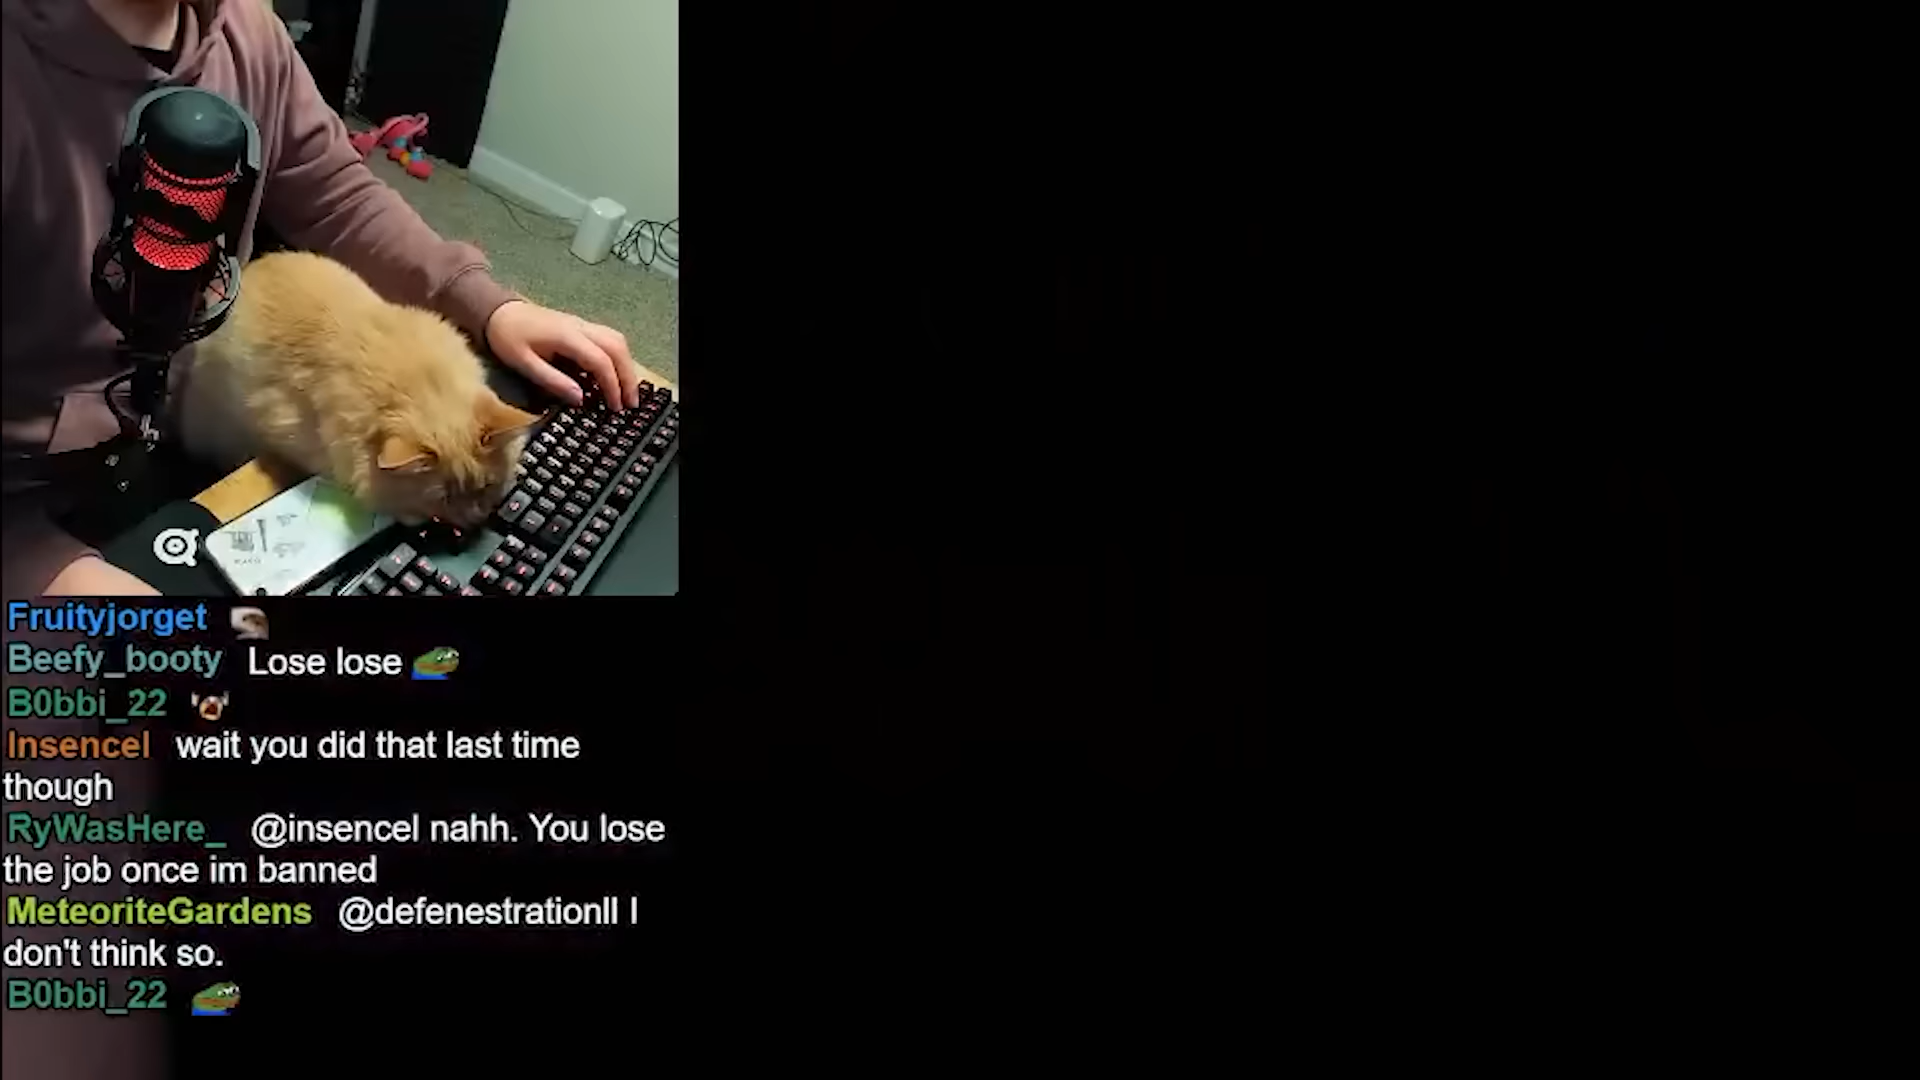 Fruityjorget
Beefy_booty Lose lose
B0bbi_22
Insencel wait you did that last time
though
RyWasHere_ @insencel nahh. You lose
the job once im banned
MeteoriteGardens @defenestrationll I
don't think so.
B0bbi_22